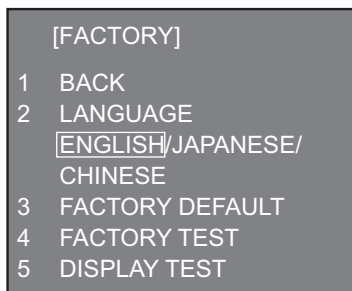 [FACTORY]
1 BACK
2 LANGUAGE
ENGLISH/JAPANESE/
CHINESE
3 FACTORY DEFAULT
4 FACTORY TEST
5 DISPLAY TEST